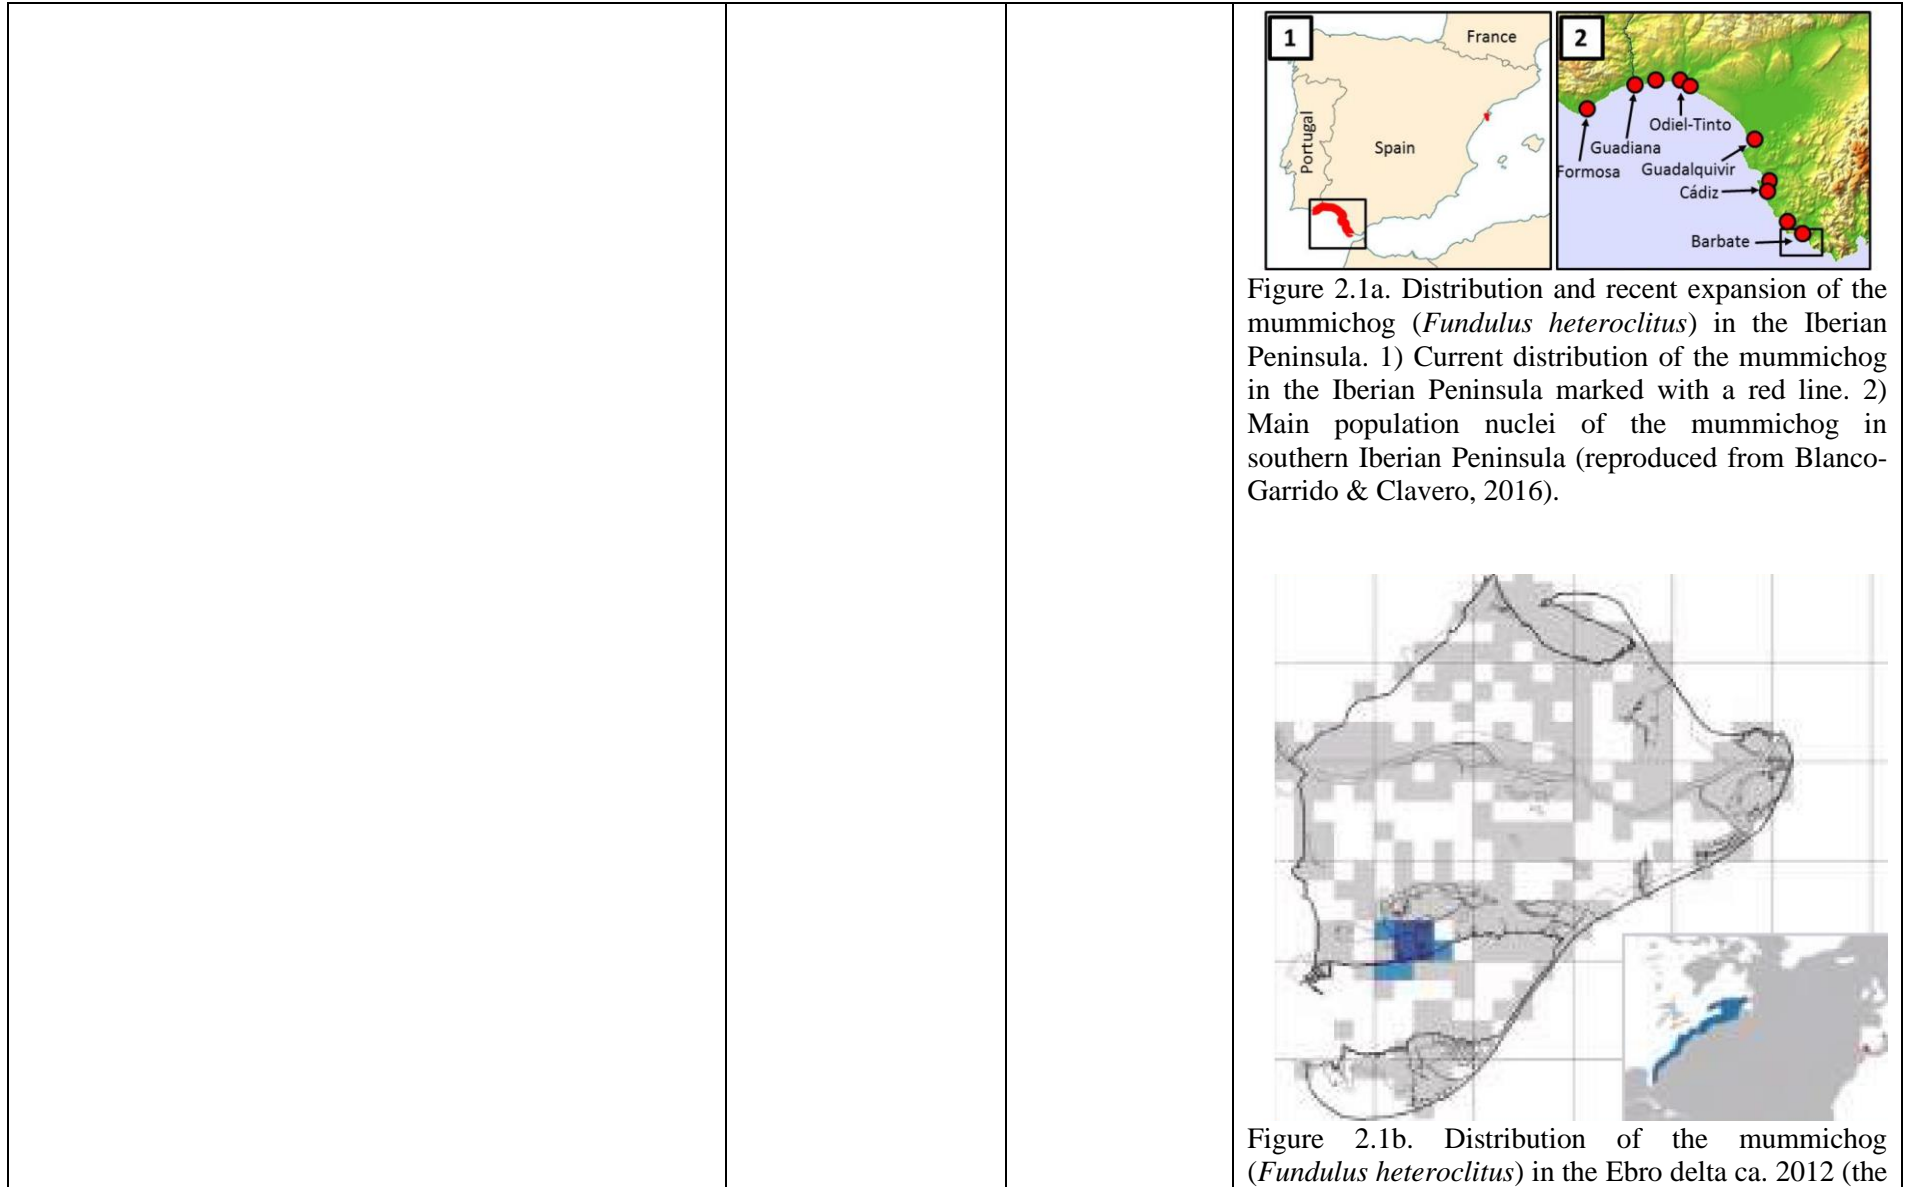 1
France
Portugal
Spain
2
Odiel-Tinto
Guadiana
Formosa
Guadalquivir
Cádiz
Barbate
Figure 2.1a. Distribution and recent expansion of the
mummichog (Fundulus heteroclitus) in the Iberian
Peninsula. 1) Current distribution of the mummichog
in the Iberian Peninsula marked with a red line. 2)
Main population nuclei of the mummichog in
southern Iberian Peninsula (reproduced from Blanco-
Garrido & Clavero, 2016).
Figure 2.1b. Distribution of the mummichog
(Fundulus heteroclitus) in the Ebro delta ca. 2012 (the